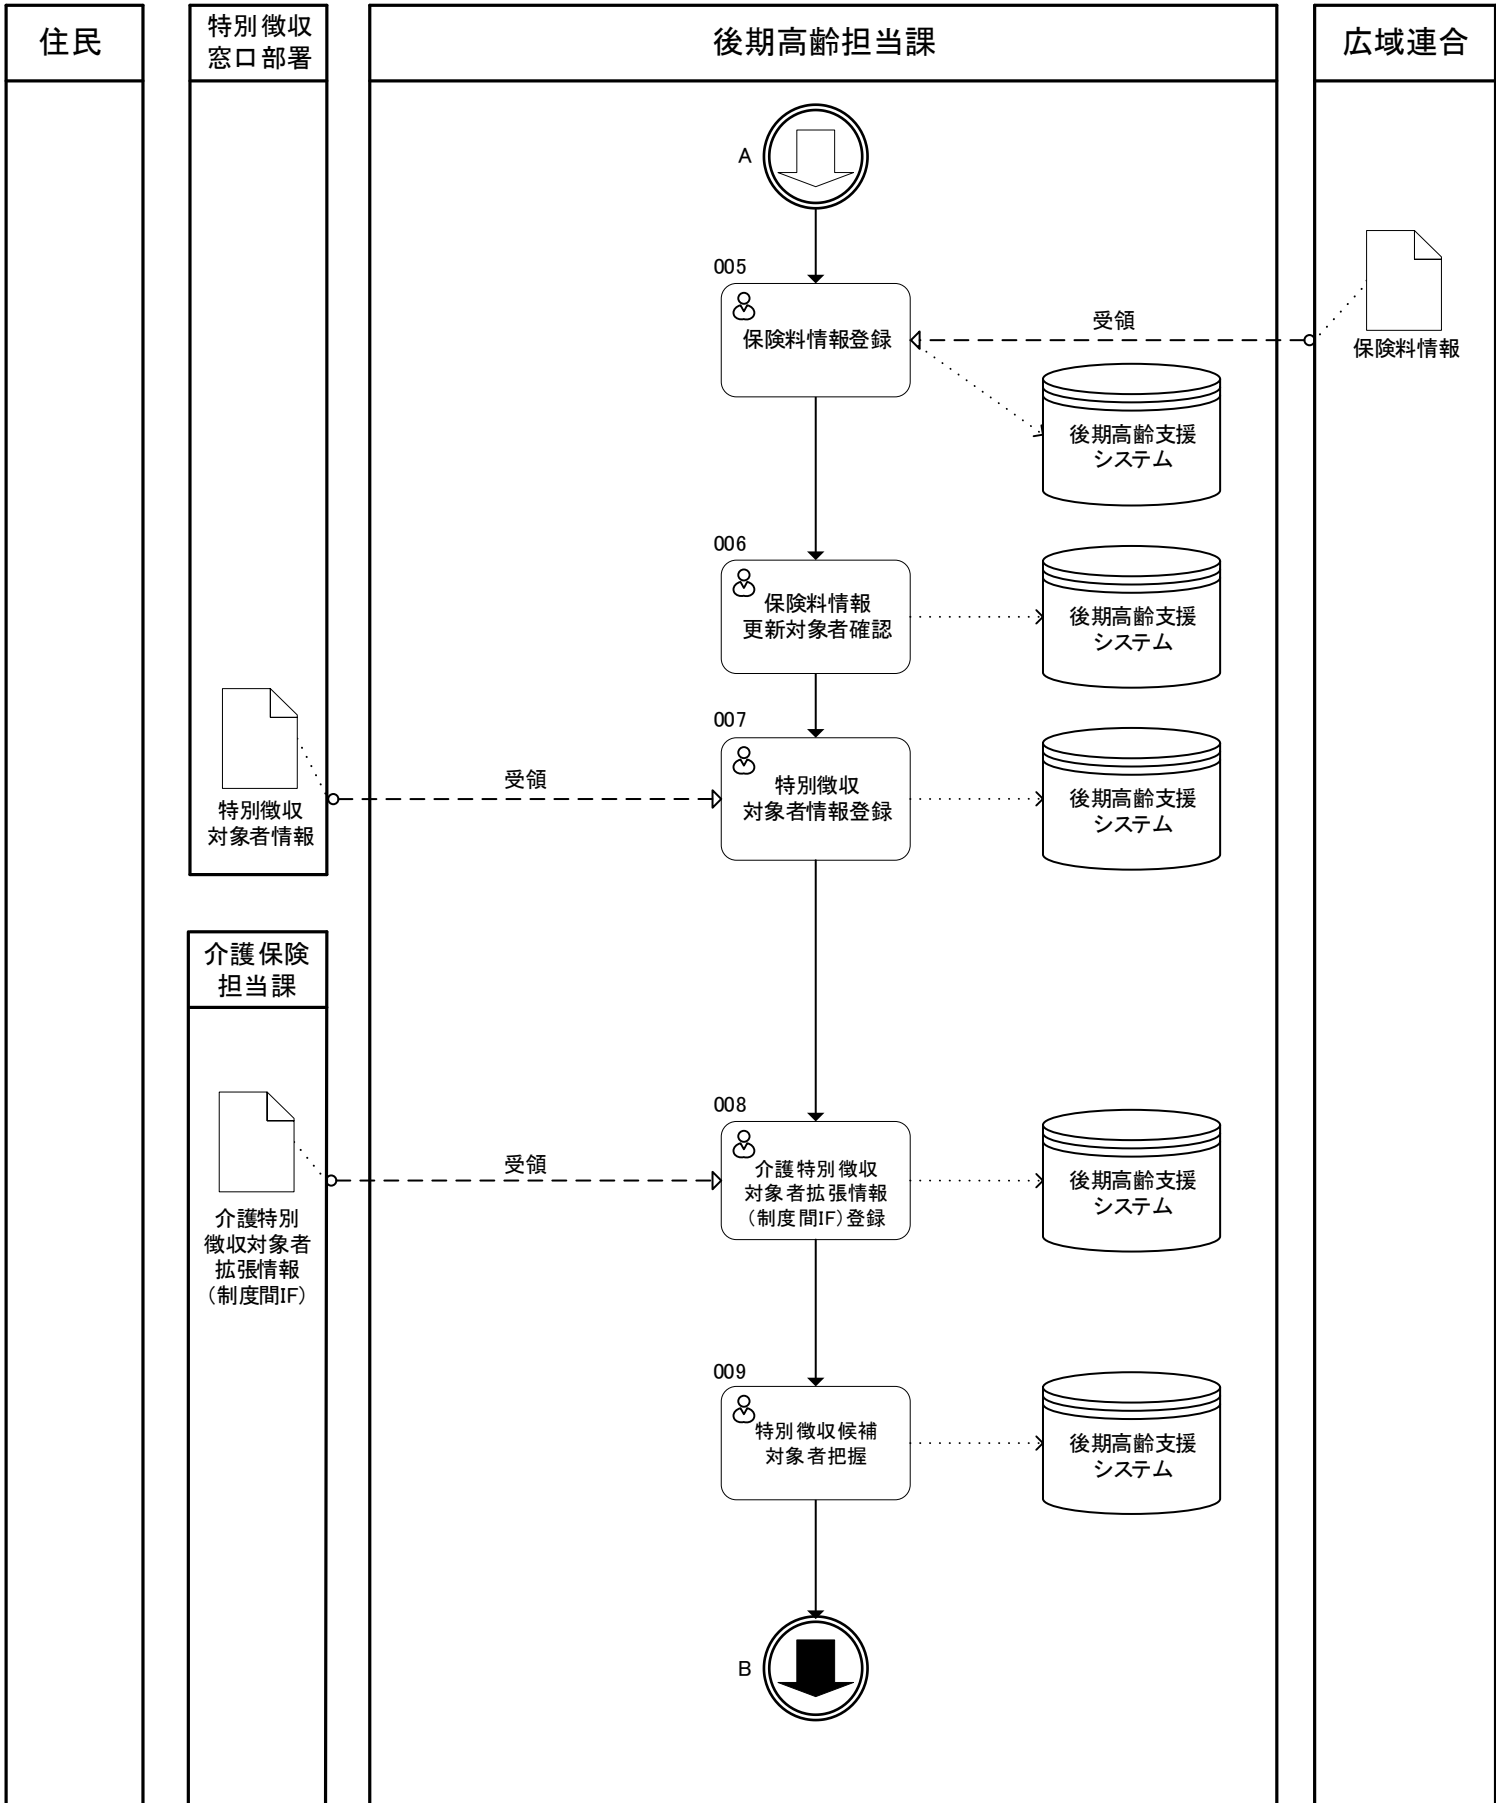 住民
特別徴収
窓口部署
後期高齢担当課
広域連合
A
005
保険料情報登録
受領
保険料情報
後期高齢支援
システム
006
保険料情報
更新対象者確認
後期高齢支援
システム
007
特別徴収
対象者情報登録
受領
特別徴収
対象者情報
後期高齢支援
システム
介護保険
担当課
008
介護特別徴収
対象者拡張情報
（制度間IF）登録
受領
介護特別
徴収対象者
拡張情報
（制度間IF）
後期高齢支援
システム
009
特別徴収候補
対象者把握
後期高齢支援
システム
B